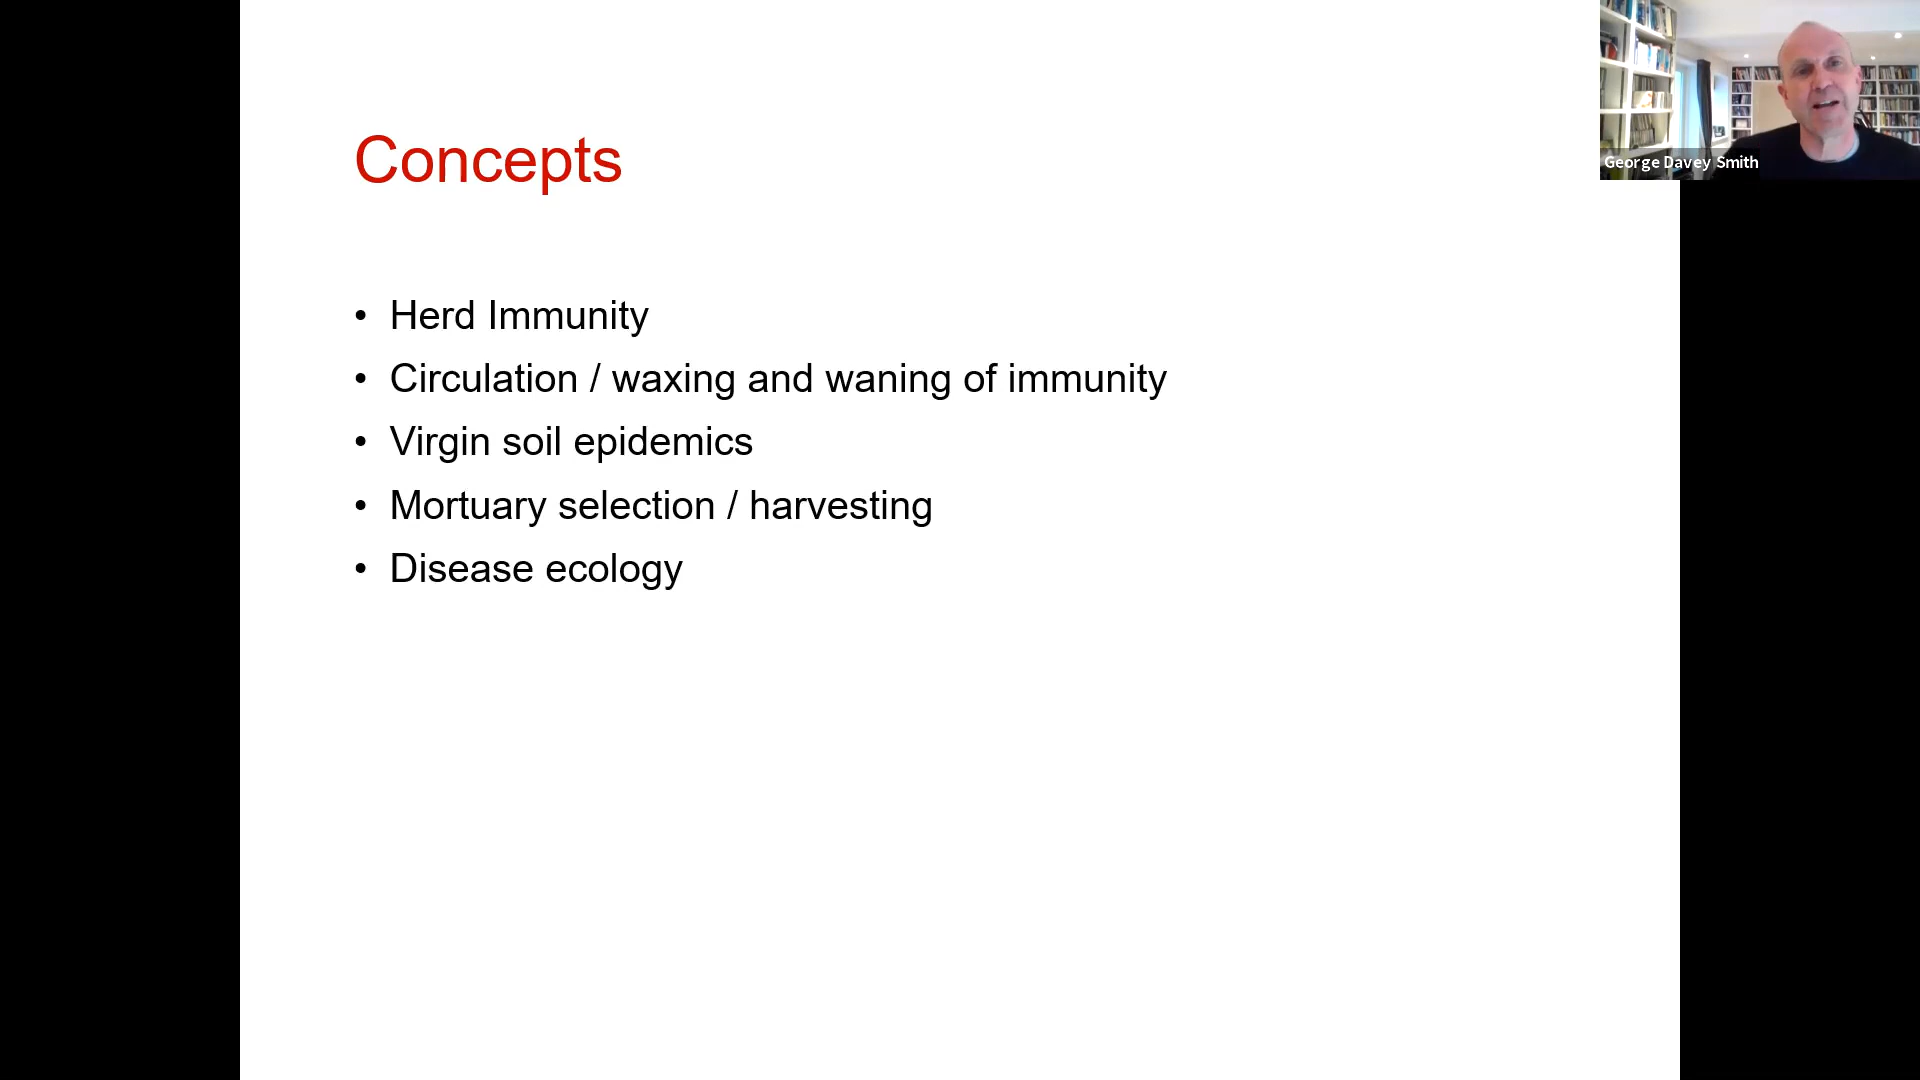 Concepts
• Herd Immunity
• Circulation / waxing and waning of immunity
• Virgin soil epidemics
• Mortuary selection / harvesting
• Disease ecology
George Davey Smith